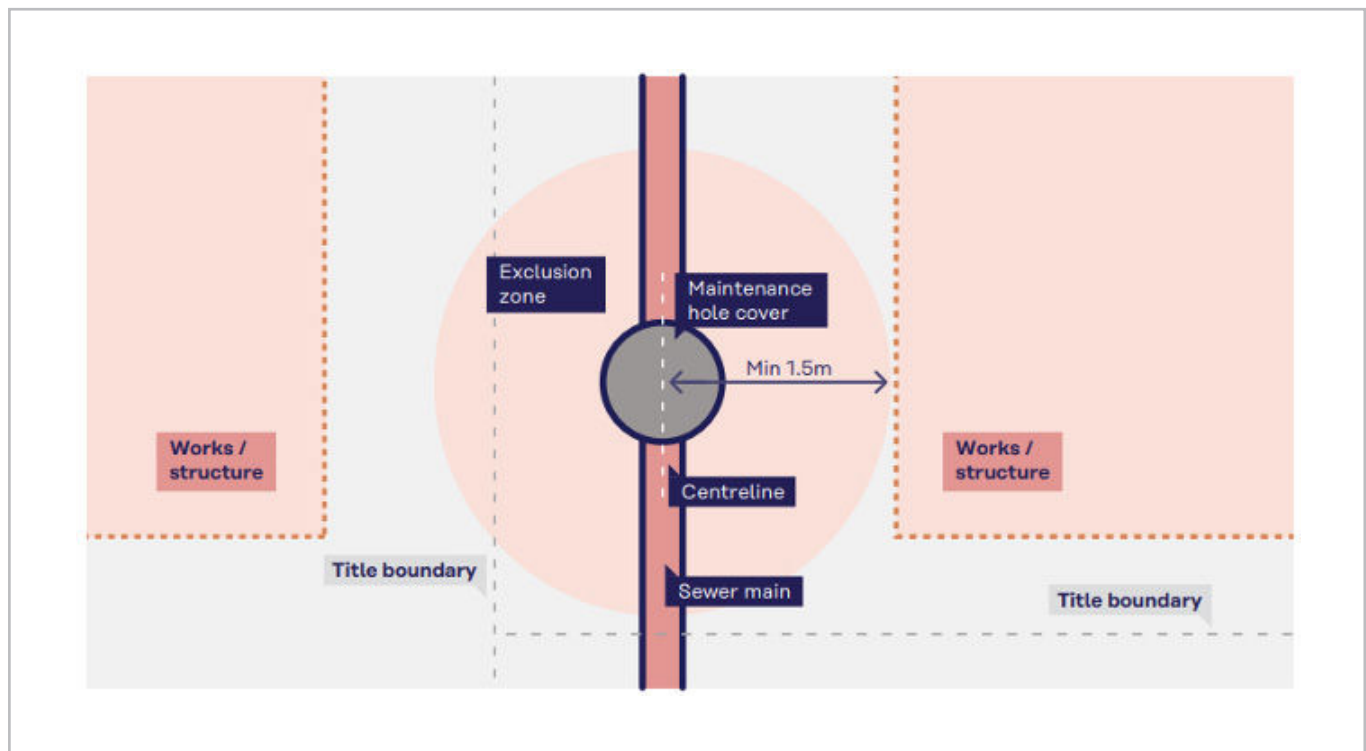 Exclusion
zone
Maintenance
hole cover
Min 1.5m
Works /
structure
Works /
structure
Centreline
Title boundary
Sewer main
Title boundary